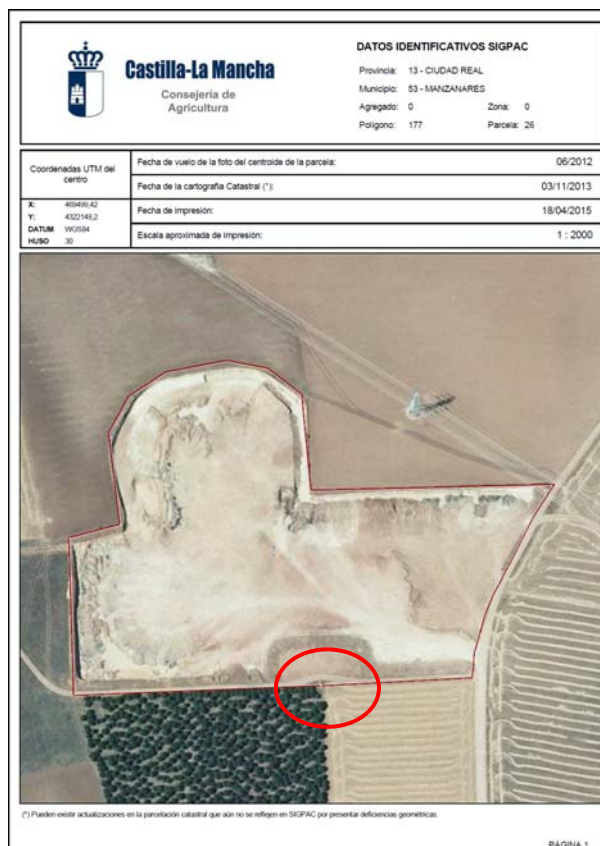 Castilla-La Mancha
Consejería de
Agricultura
DATOS IDENTIFICATIVOS SIGPAC
Provincia: 13 - CIUDAD REAL
Municipio: 53 - MANZANARES
Agregado: 0 Zona: 0
Polígono: 177 Parcela: 26
Coordenadas UTM del
centro
X: 469499,42
Y: 4322148,2
DATUM WGS84
HUSO 30
Fecha de vuelo de la foto del centroide de la parcela: 06/2012
Fecha de la cartografía Catastral (*): 03/11/2013
Fecha de impresión: 18/04/2015
Escala aproximada de impresión: 1 : 2000
(*) Pueden existir actualizaciones en la parcelación catastral que aún no se reflejen en SIGPAC por presentar deficiencias geométricas.
PÁGINA 1